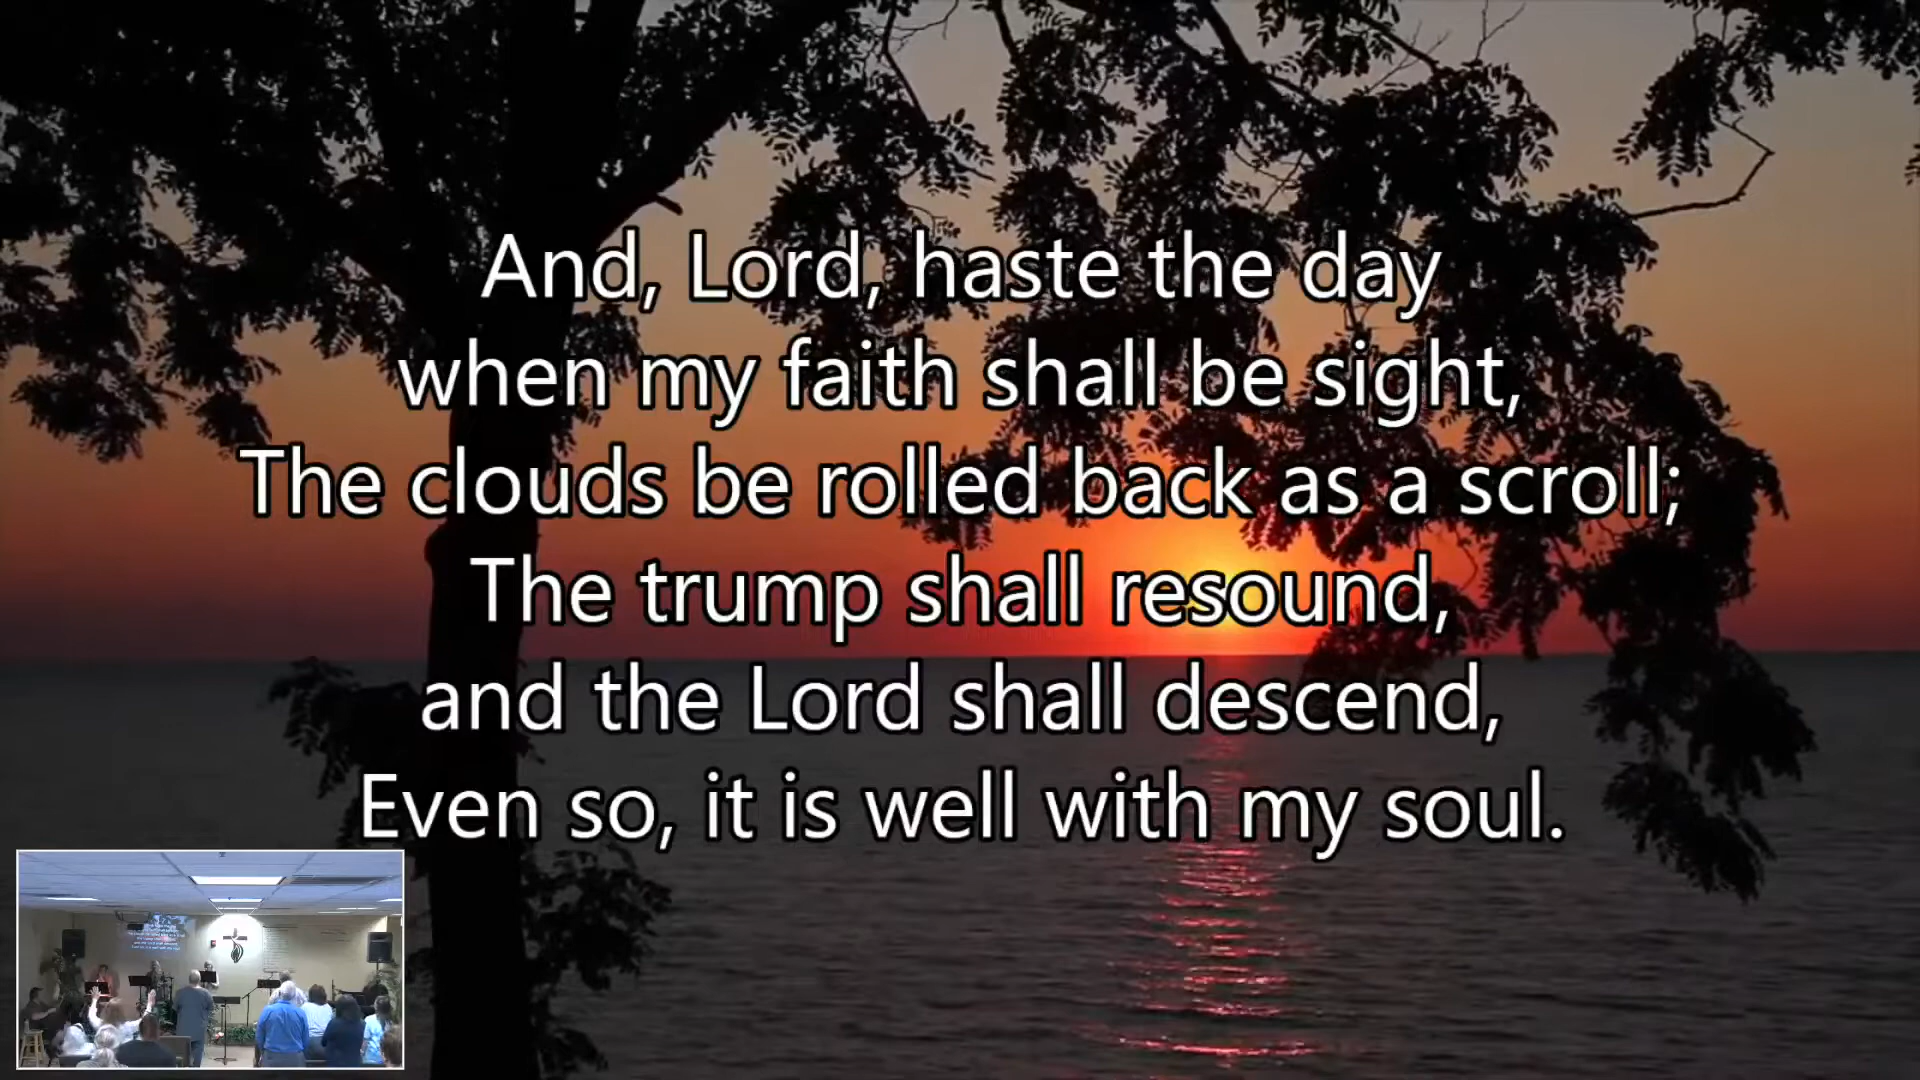 And, Lord, haste the day
when my faith shall be sight,
The clouds be rolled back as a scroll;
The trump shall resound,
and the Lord shall descend,
Even so, it is well with my soul.